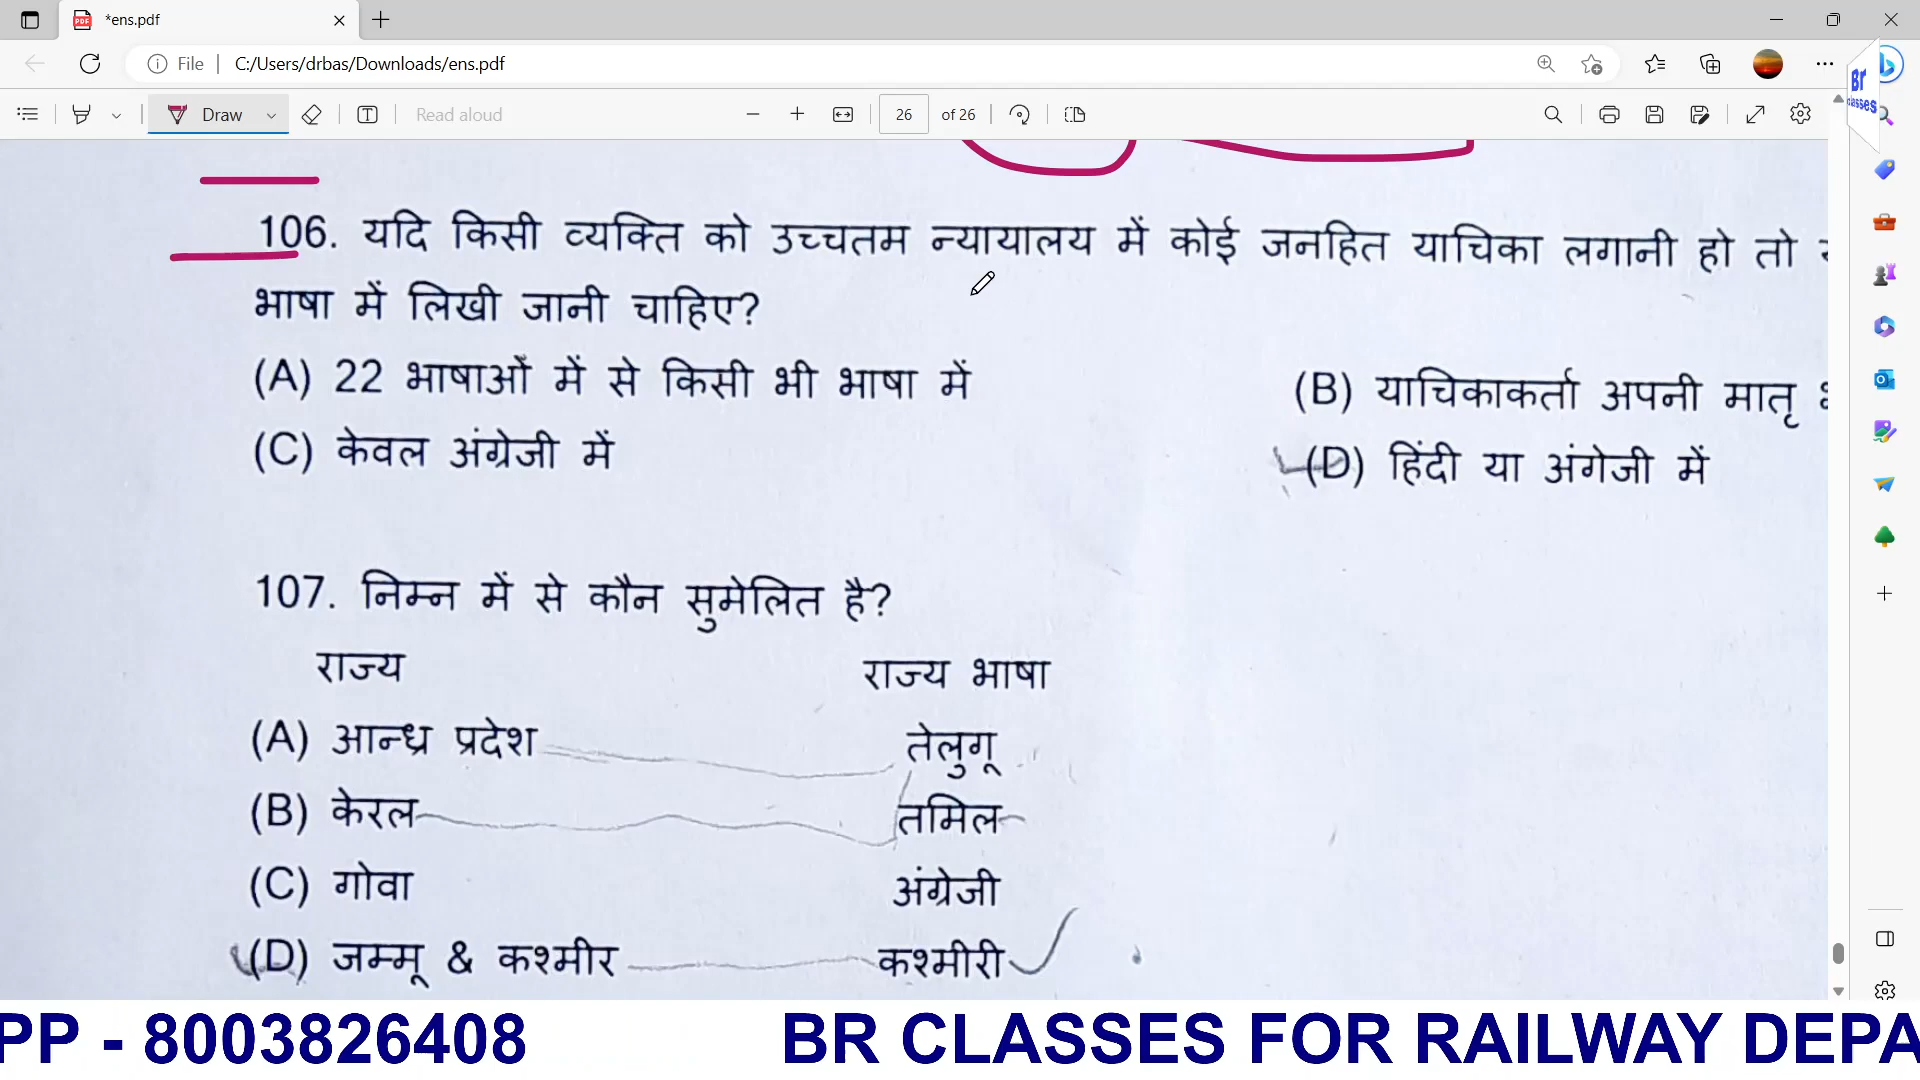 *ens.pdf
File C:/Users/drbas/Downloads/ens.pdf
Draw Read aloud 26 of 26
Br
classes
106. यदि किसी व्यक्ति को उच्चतम न्यायालय में कोई जनहित याचिका लगानी हो तो
भाषा में लिखी जानी चाहिए?
(A) 22 भाषाओं में से किसी भी भाषा में (B) याचिकाकर्ता अपनी मातृ
(C) केवल अंग्रेजी में (D) हिंदी या अंगेजी में
107. निम्न में से कौन सुमेलित है?
राज्य राज्य भाषा
(A) आन्ध्र प्रदेश तेलुगू
(B) केरल तमिल
(C) गोवा अंग्रेजी
(D) जम्मू & कश्मीर कश्मीरी
PP - 8003826408 BR CLASSES FOR RAILWAY DEPA